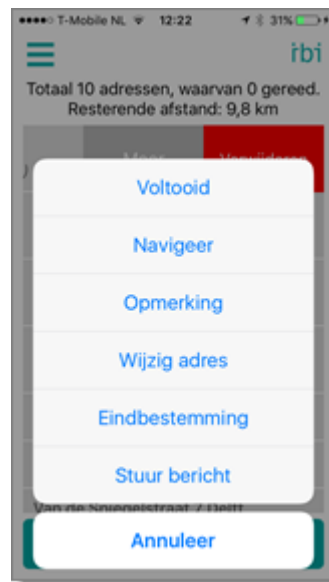 T-Mobile NL 12:22 31%
rbi
Totaal 10 adressen, waarvan 0 gereed.
Resterende afstand: 9,8 km
Meer Verwijderen
Voltooid
Navigeer
Opmerking
Wijzig adres
Eindbestemming
Stuur bericht
Van de Spiegelstraat 7 Delft
Annuleer